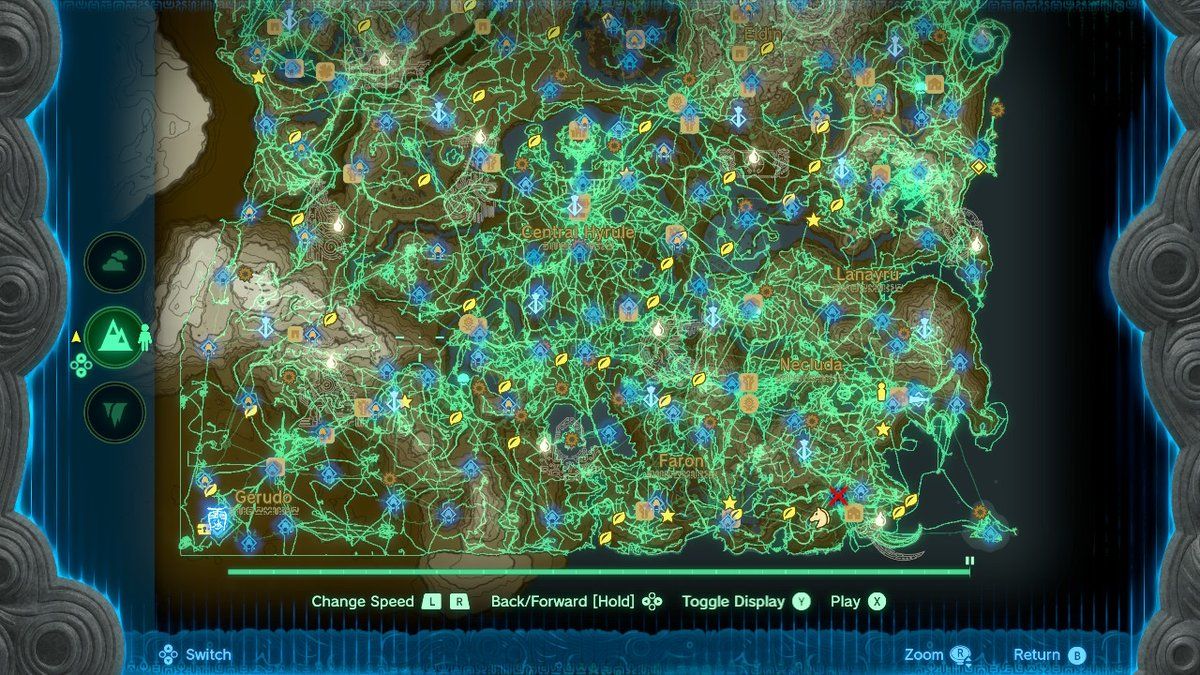 Eldin
Central Hyrule
Lanayru
Necluda
Faron
Gerudo
Change Speed L R Back/Forward [Hold] Toggle Display Y Play X
Switch
Zoom R Return B